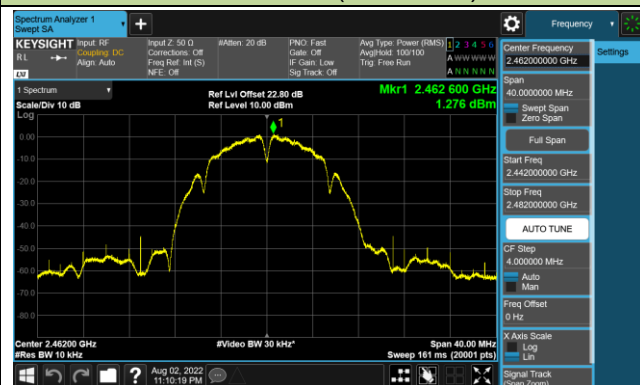 Spectrum Analyzer 1
Swept SA
Frequency
KEYSIGHT
Input: RF
Coupling: DC
Align: Auto
Input Z: 50 Ω
Corrections: Off
Freq Ref: Int (S)
NFE: Off
#Atten: 20 dB
PNO: Fast
Gate: Off
IF Gain: Low
Sig Track: Off
Avg Type: Power (RMS)
Avg|Hold: 100/100
Trig: Free Run
1 2 3 4 5 6
A W W W W W
A N N N N N
RL
LXI
1 Spectrum
Scale/Div 10 dB
Log
Ref Lvl Offset 22.80 dB
Ref Level 10.00 dBm
Mkr1 2.462 600 GHz
1.276 dBm
1
0.00
-10.0
-20.0
-30.0
-40.0
-50.0
-60.0
-70.0
-80.0
Center 2.46200 GHz
#Res BW 10 kHz
#Video BW 30 kHz*
Span 40.00 MHz
Sweep 161 ms (20001 pts)
Aug 02, 2022
11:10:19 PM
Center Frequency
2.462000000 GHz
Settings
Span
40.0000000 MHz
Swept Span
Zero Span
Full Span
Start Freq
2.442000000 GHz
Stop Freq
2.482000000 GHz
AUTO TUNE
CF Step
4.000000 MHz
Auto
Man
Freq Offset
0 Hz
X Axis Scale
Log
Lin
Signal Track
(Span Zoom)